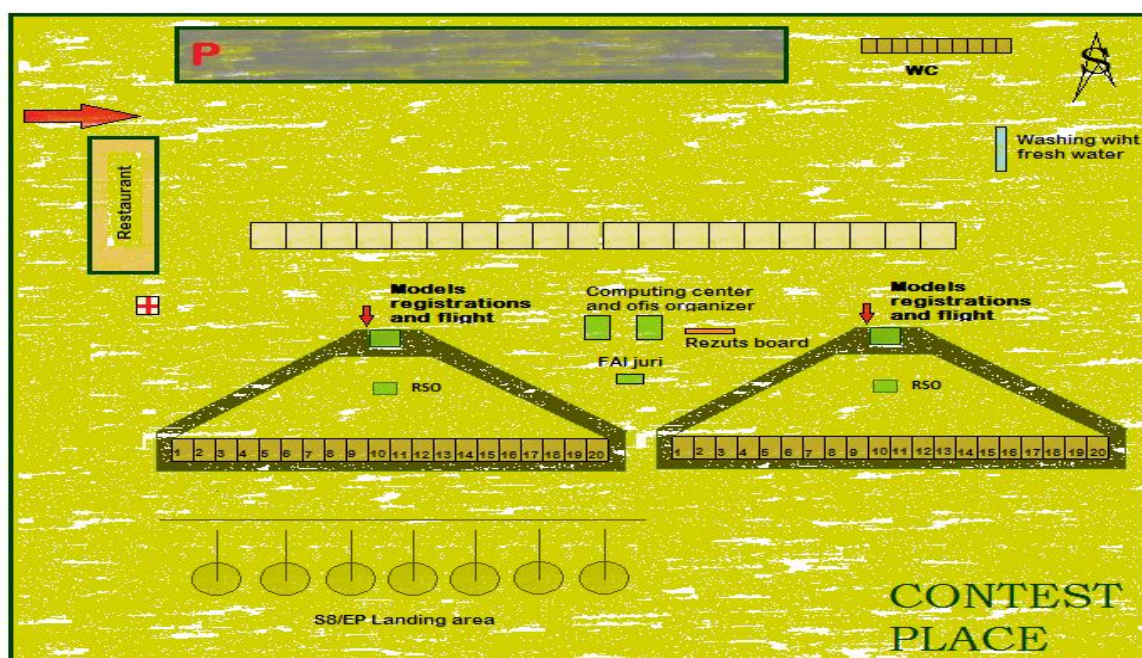 P
WC
S
Washing wiht
fresh water
Restaurant
Models
registrations
and flight
Computing center
and ofis organizer
Models
registrations
and flight
Rezuts board
FAI juri
RSO
RSO
1 2 3 4 5 6 7 8 9 10 11 12 13 14 15 16 17 18 19 20
1 2 3 4 5 6 7 8 9 10 11 12 13 14 15 16 17 18 19 20
S8/EP Landing area
CONTEST
PLACE